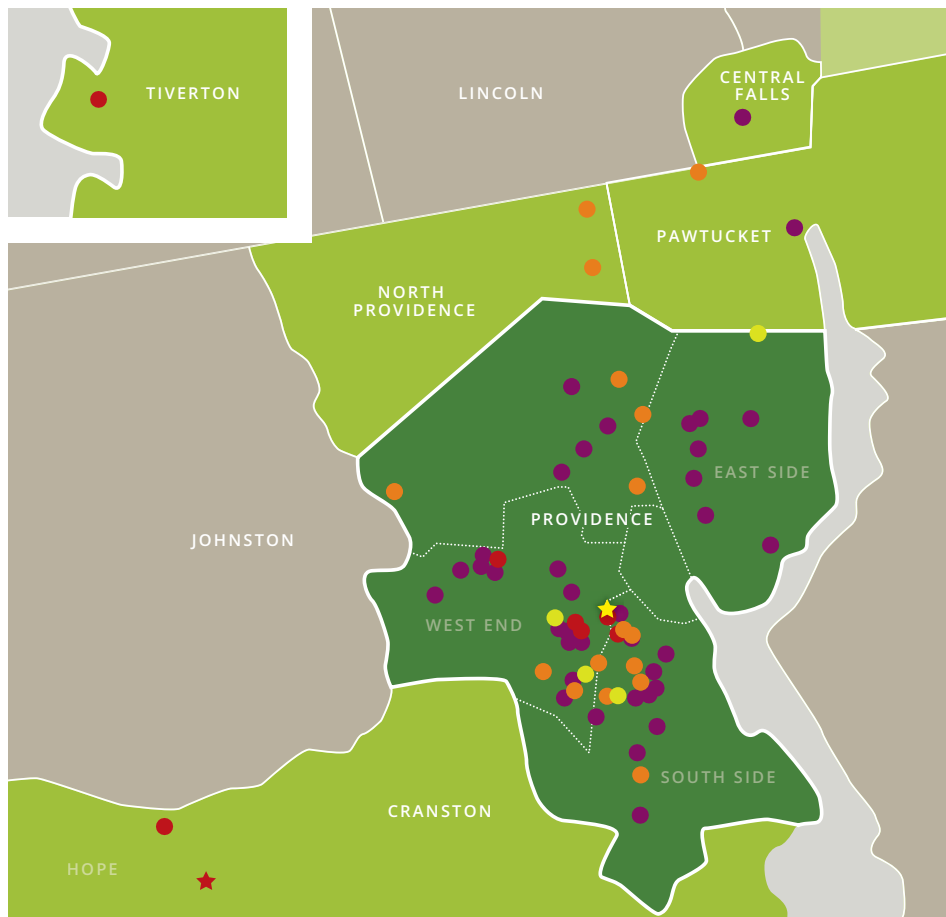 TIVERTON
LINCOLN
CENTRAL
FALLS
PAWTUCKET
NORTH
PROVIDENCE
EAST SIDE
PROVIDENCE
JOHNSTON
WEST END
SOUTH SIDE
CRANSTON
HOPE